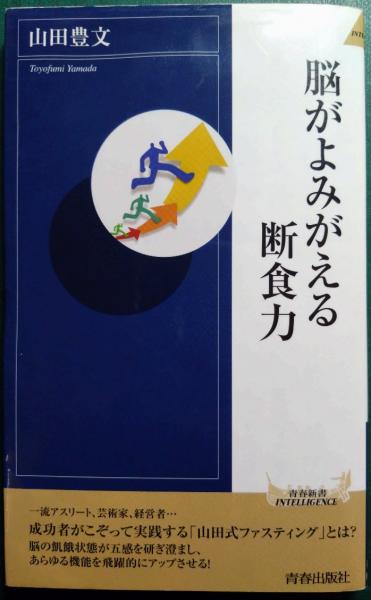 山田豊文
Toyofumi Yamada
脳がよみがえる
断食力
青春新書
INTELLIGENCE
一流アスリート、芸術家、経営者…
成功者がこぞって実践する「山田式ファスティング」とは?
脳の飢餓状態が五感を研ぎ澄まし、
あらゆる機能を飛躍的にアップさせる!
青春出版社